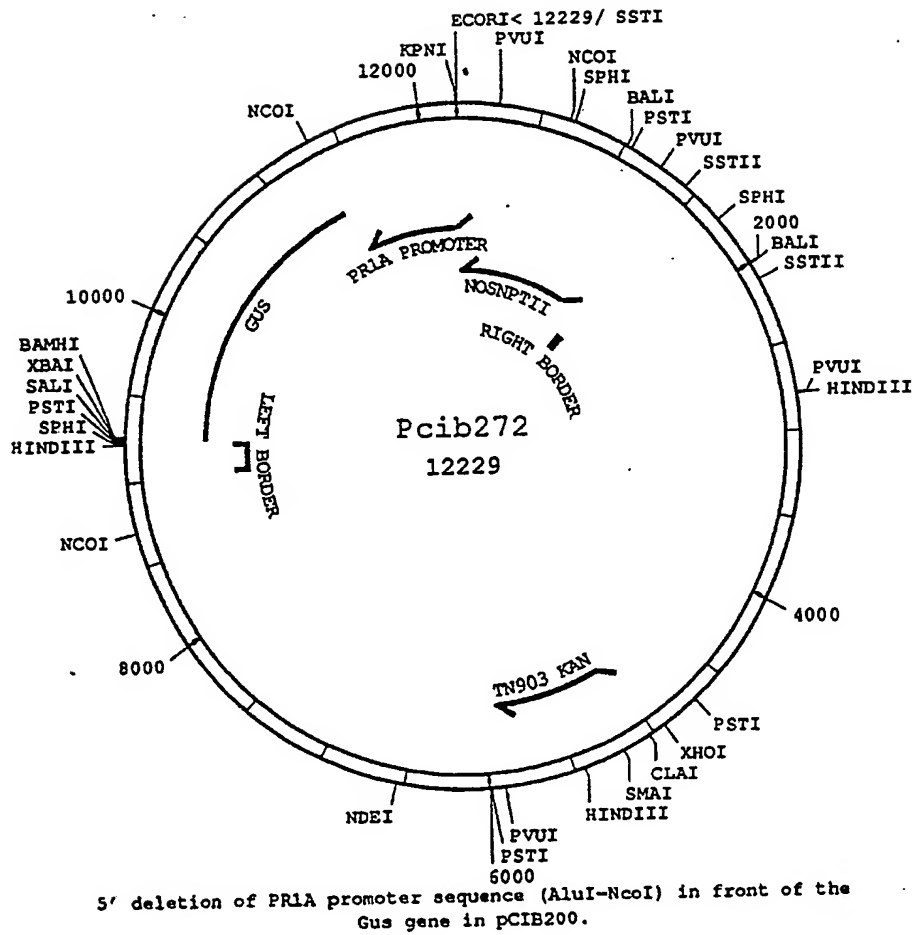 ECORI< 12229/ SSTI
PVUI
KPNI
12000
NCOI
SPHI
BALI
PSTI
PVUI
SSTII
SPHI
2000
BALI
SSTII
PVUI
HINDIII
4000
PSTI
XHOI
CLAI
SMAI
HINDIII
PVUI
PSTI
6000
NDEI
8000
NCOI
HINDIII
SPHI
PSTI
SALI
XBAI
BAMHI
10000
NCOI
PR1A PROMOTER
NOSNPTII
RIGHT BORDER
GUS
LEFT BORDER
TN903 KAN
Pcib272
12229
5' deletion of PR1A promoter sequence (AluI-NcoI) in front of the
Gus gene in pCIB200.